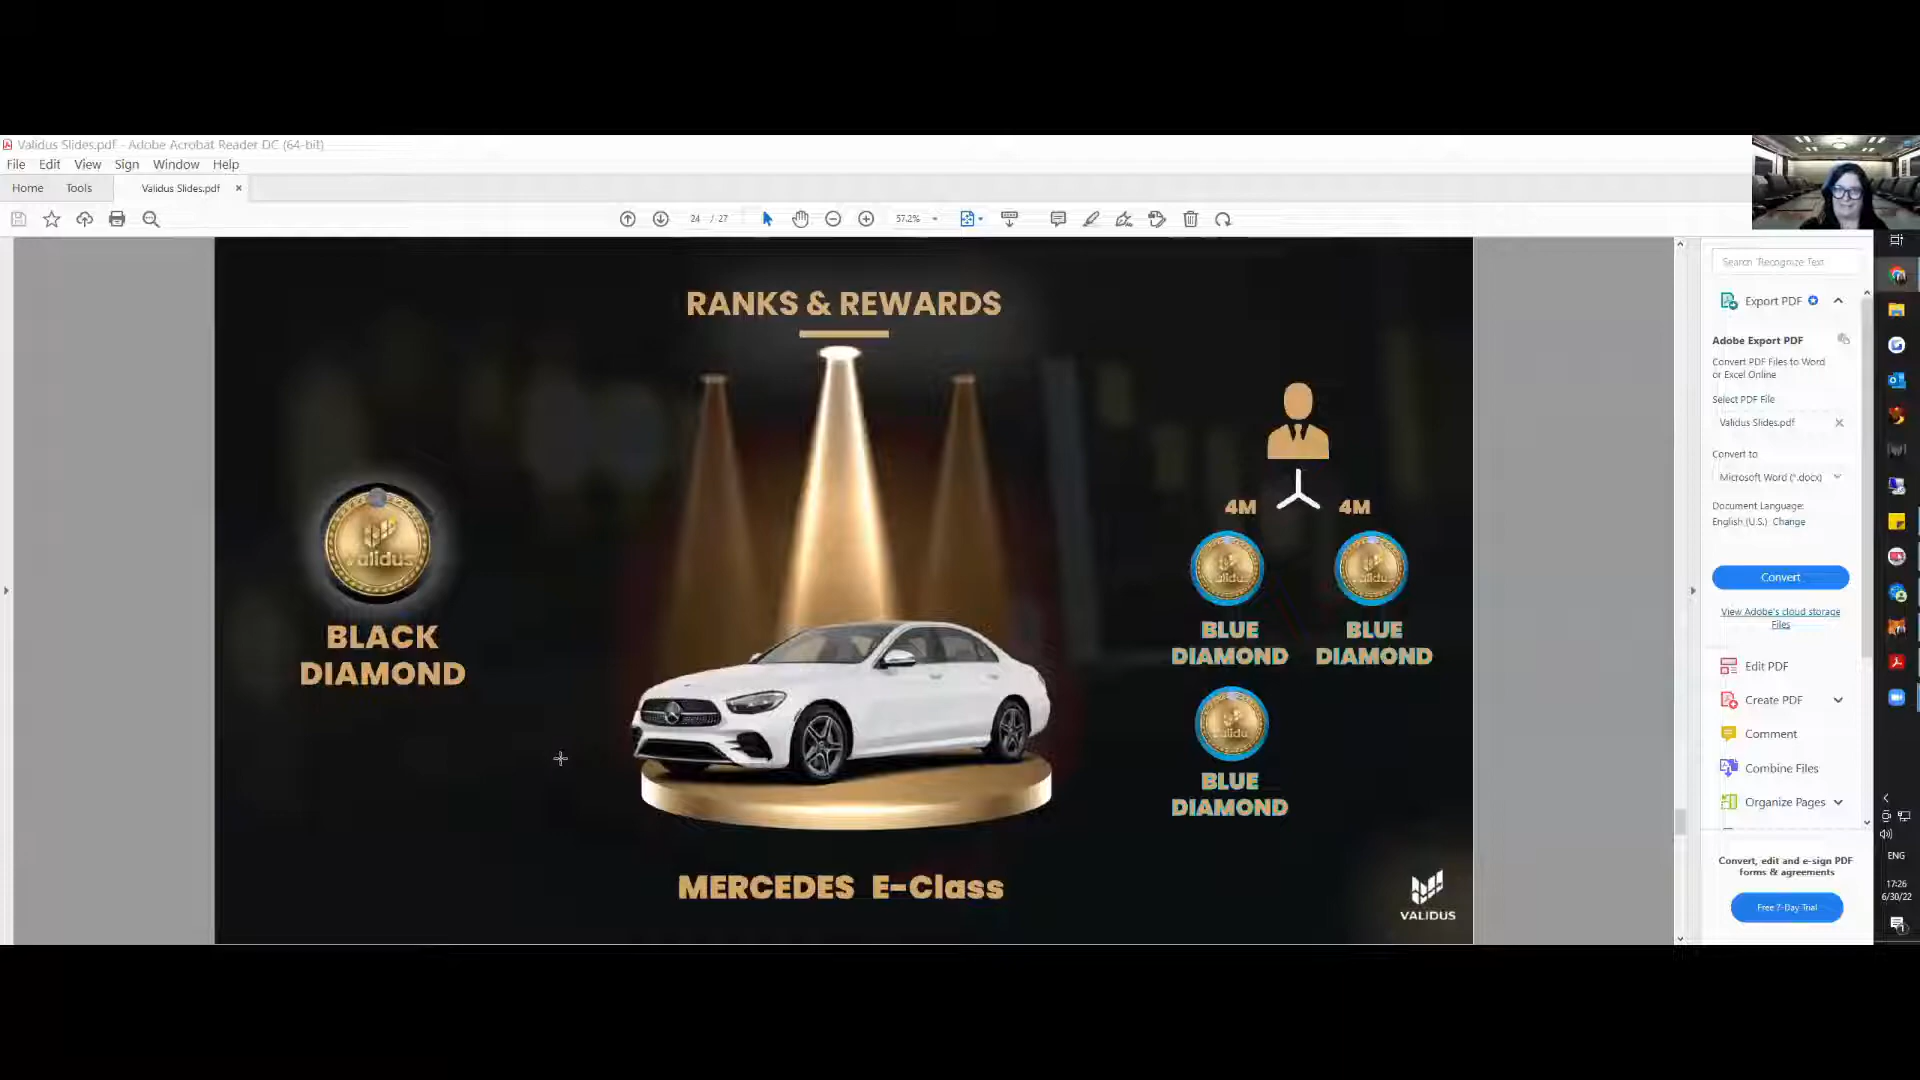 Validus Slides.pdf - Adobe Acrobat Reader DC (64-bit)
File Edit View Sign Window Help
Home Tools Validus Slides.pdf ×
24 / 27 57.2%
RANKS & REWARDS
4M 4M
validus
BLACK
DIAMOND
BLUE
DIAMOND
BLUE
DIAMOND
BLUE
DIAMOND
MERCEDES E-Class
VALIDUS
Search 'Recognize Text'
Export PDF
Adobe Export PDF
Convert PDF Files to Word
or Excel Online
Select PDF File
Validus Slides.pdf ×
Convert to
Microsoft Word (*.docx)
Document Language:
English (U.S.) Change
Convert
View Adobe's cloud storage
Files
Edit PDF
Create PDF
Comment
Combine Files
Organize Pages
Convert, edit and e-sign PDF
forms & agreements
Free 7-Day Trial
ENG
17:26
6/30/22